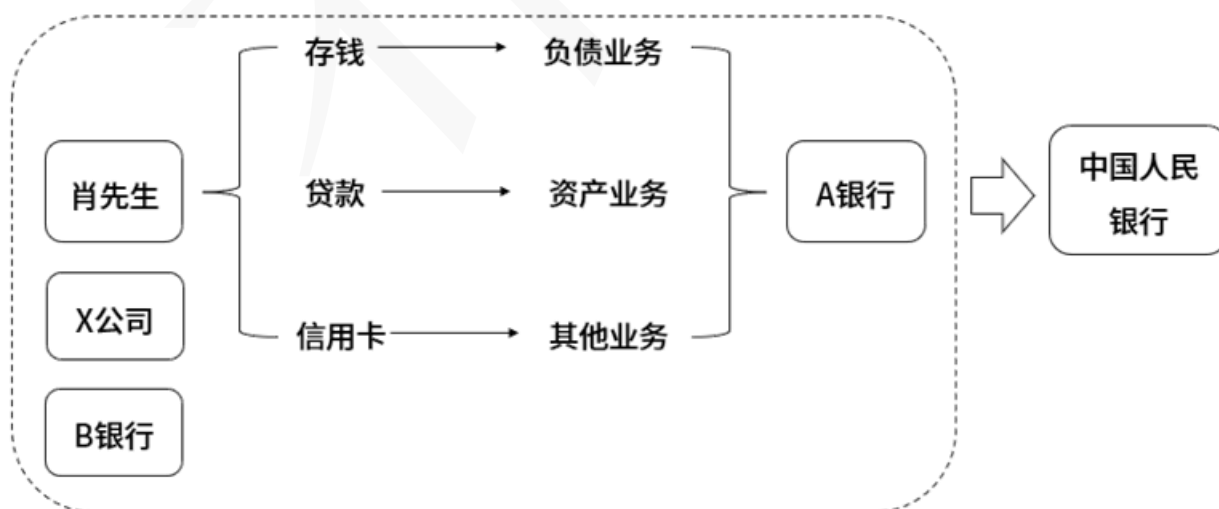 存钱
负债业务
肖先生
贷款
资产业务
A银行
中国人民
银行
X公司
信用卡
其他业务
B银行